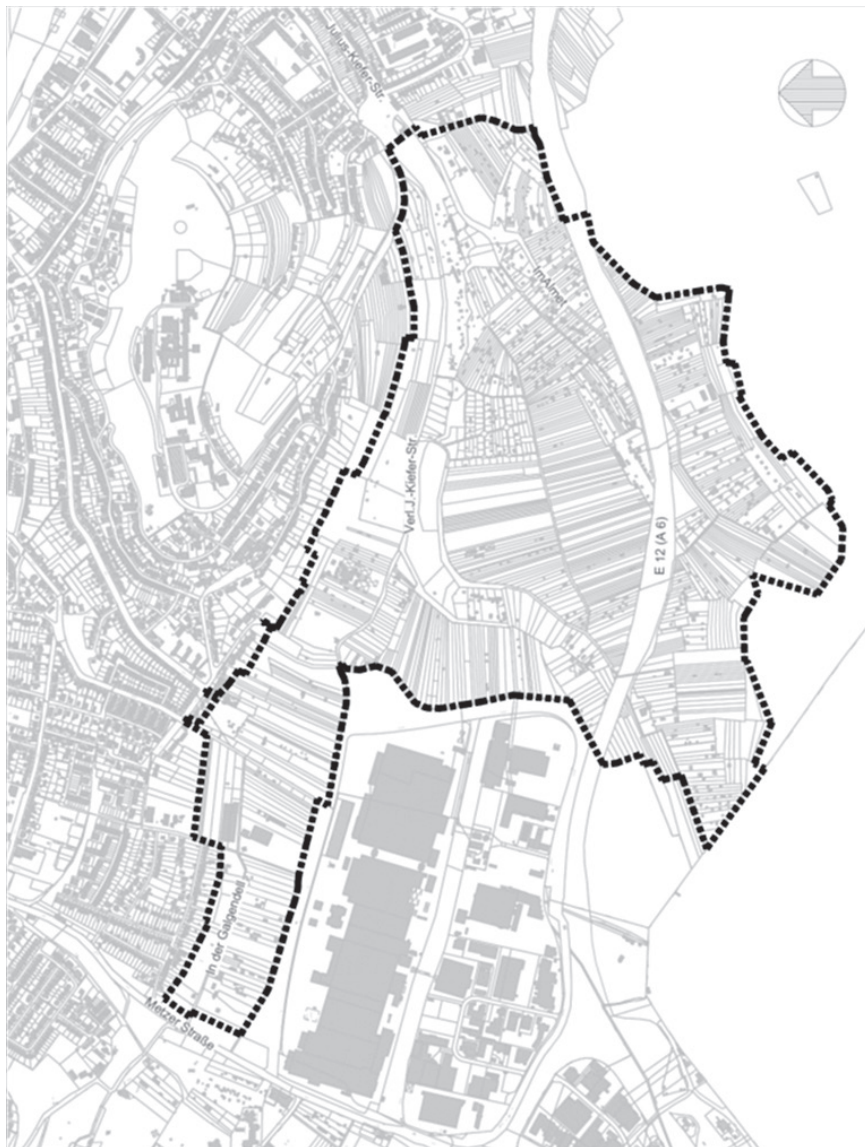 Julius-Kiefer-Str.
Im Almet
Verl.J.-Kiefer-Str
E 12 (A 6)
In der Galgendell
Metzer Straße